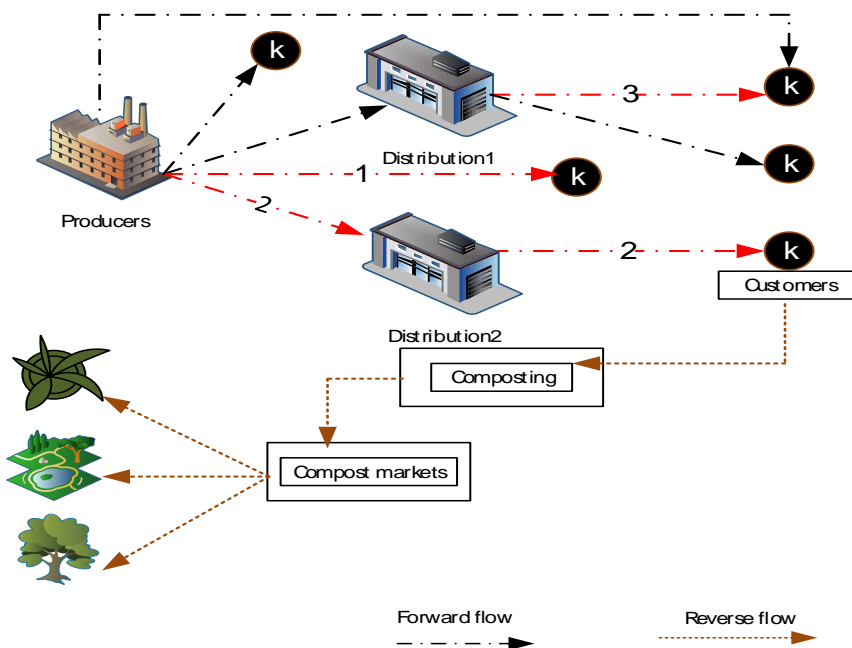 k
k
3
Distribution1
k
1
k
Producers
2
2
k
Customers
Distribution2
Composting
Compost markets
Forward flow
Reverse flow